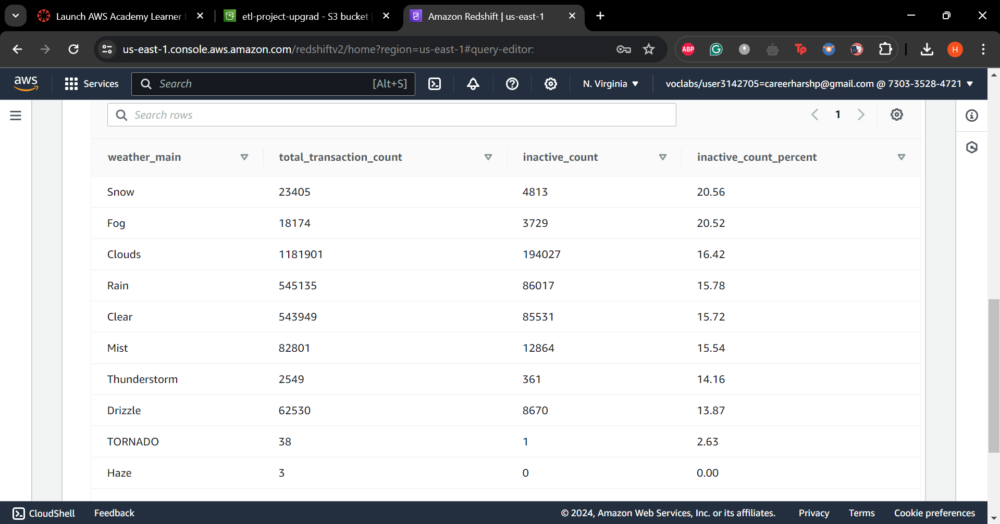 Launch AWS Academy Learner L
etl-project-upgrad - S3 bucket
Amazon Redshift | us-east-1
us-east-1.console.aws.amazon.com/redshiftv2/home?region=us-east-1#query-editor:
ABP
Tp
H
aws
Services
Search
[Alt+S]
N. Virginia
voclabs/user3142705=careerharshp@gmail.com @ 7303-3528-4721
Search rows
1
weather_main total_transaction_count inactive_count inactive_count_percent
Snow 23405 4813 20.56
Fog 18174 3729 20.52
Clouds 1181901 194027 16.42
Rain 545135 86017 15.78
Clear 543949 85531 15.72
Mist 82801 12864 15.54
Thunderstorm 2549 361 14.16
Drizzle 62530 8670 13.87
TORNADO 38 1 2.63
Haze 3 0 0.00
CloudShell Feedback © 2024, Amazon Web Services, Inc. or its affiliates. Privacy Terms Cookie preferences